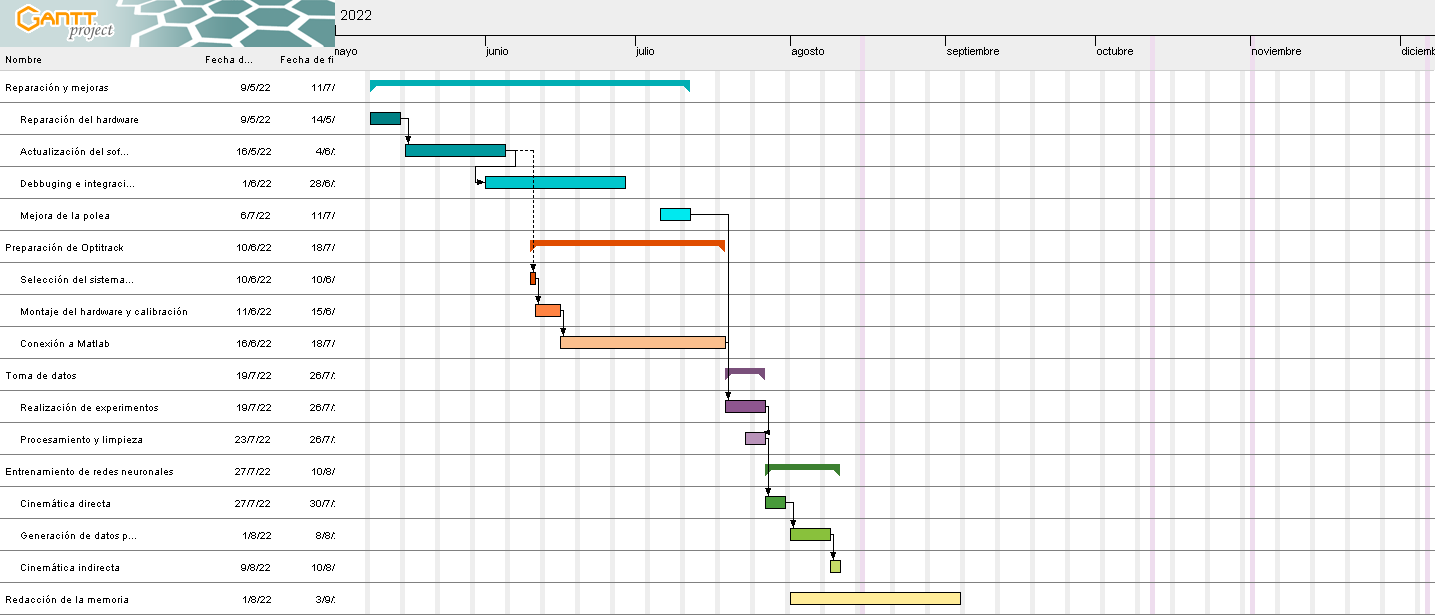 GANTT project
2022
mayo junio julio agosto septiembre octubre noviembre diciemb
Nombre Fecha d... Fecha de fi
Reparación y mejoras 9/5/22 11/7/
Reparación del hardware 9/5/22 14/5/
Actualización del sof... 16/5/22 4/6/
Debbuging e integraci... 1/6/22 28/6/
Mejora de la polea 6/7/22 11/7/
Preparación de Optitrack 10/6/22 18/7/
Selección del sistema... 10/6/22 10/6/
Montaje del hardware y calibración 11/6/22 15/6/
Conexión a Matlab 16/6/22 18/7/
Toma de datos 19/7/22 26/7/
Realización de experimentos 19/7/22 26/7/
Procesamiento y limpieza 23/7/22 26/7/
Entrenamiento de redes neuronales 27/7/22 10/8/
Cinemática directa 27/7/22 30/7/
Generación de datos p... 1/8/22 8/8/
Cinemática indirecta 9/8/22 10/8/
Redacción de la memoria 1/8/22 3/9/